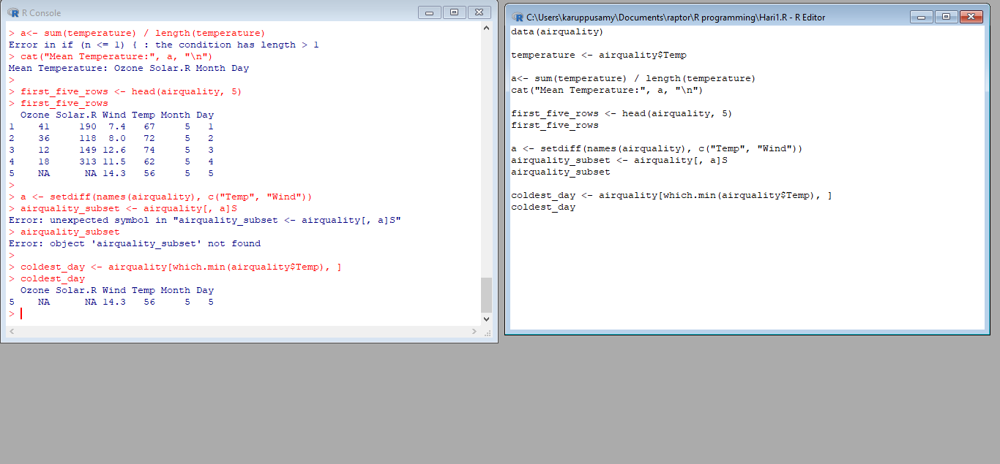 R Console
> a<- sum(temperature) / length(temperature)
Error in if (n <= 1) { : the condition has length > 1
> cat("Mean Temperature:", a, "\n")
Mean Temperature: Ozone Solar.R Month Day
>
> first_five_rows <- head(airquality, 5)
> first_five_rows
  Ozone Solar.R Wind Temp Month Day
1    41     190  7.4   67     5   1
2    36     118  8.0   72     5   2
3    12     149 12.6   74     5   3
4    18     313 11.5   62     5   4
5    NA      NA 14.3   56     5   5
>
> a <- setdiff(names(airquality), c("Temp", "Wind"))
> airquality_subset <- airquality[, a]S
Error: unexpected symbol in "airquality_subset <- airquality[, a]S"
> airquality_subset
Error: object 'airquality_subset' not found
>
> coldest_day <- airquality[which.min(airquality$Temp), ]
> coldest_day
  Ozone Solar.R Wind Temp Month Day
5    NA      NA 14.3   56     5   5
>
C:\Users\karuppusamy\Documents\raptor\R programming\Hari1.R - R Editor
data(airquality)
temperature <- airquality$Temp
a<- sum(temperature) / length(temperature)
cat("Mean Temperature:", a, "\n")
first_five_rows <- head(airquality, 5)
first_five_rows
a <- setdiff(names(airquality), c("Temp", "Wind"))
airquality_subset <- airquality[, a]S
airquality_subset
coldest_day <- airquality[which.min(airquality$Temp), ]
coldest_day